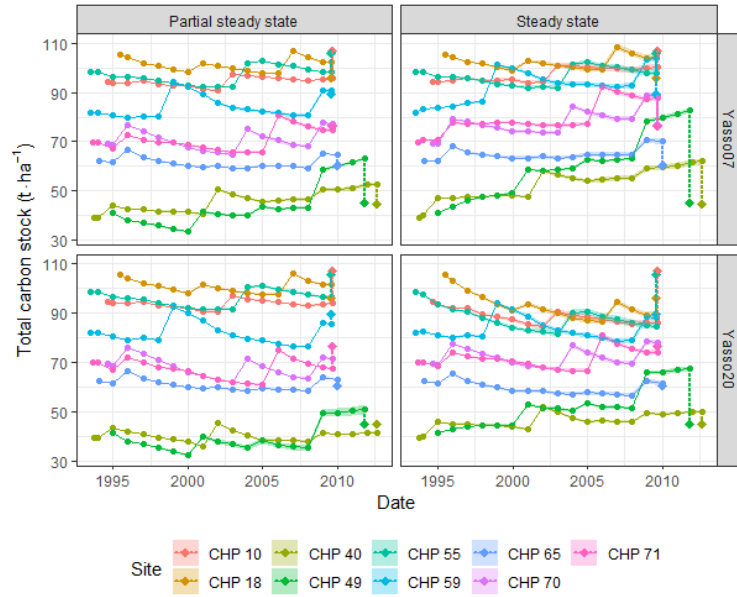 Partial steady state Steady state
110
90
70
50
30
Yasso07
110
90
70
50
30
Yasso20
Total carbon stock (t · ha⁻¹)
1995 2000 2005 2010 1995 2000 2005 2010
Date
Site
CHP 10 CHP 40 CHP 55 CHP 65 CHP 71
CHP 18 CHP 49 CHP 59 CHP 70